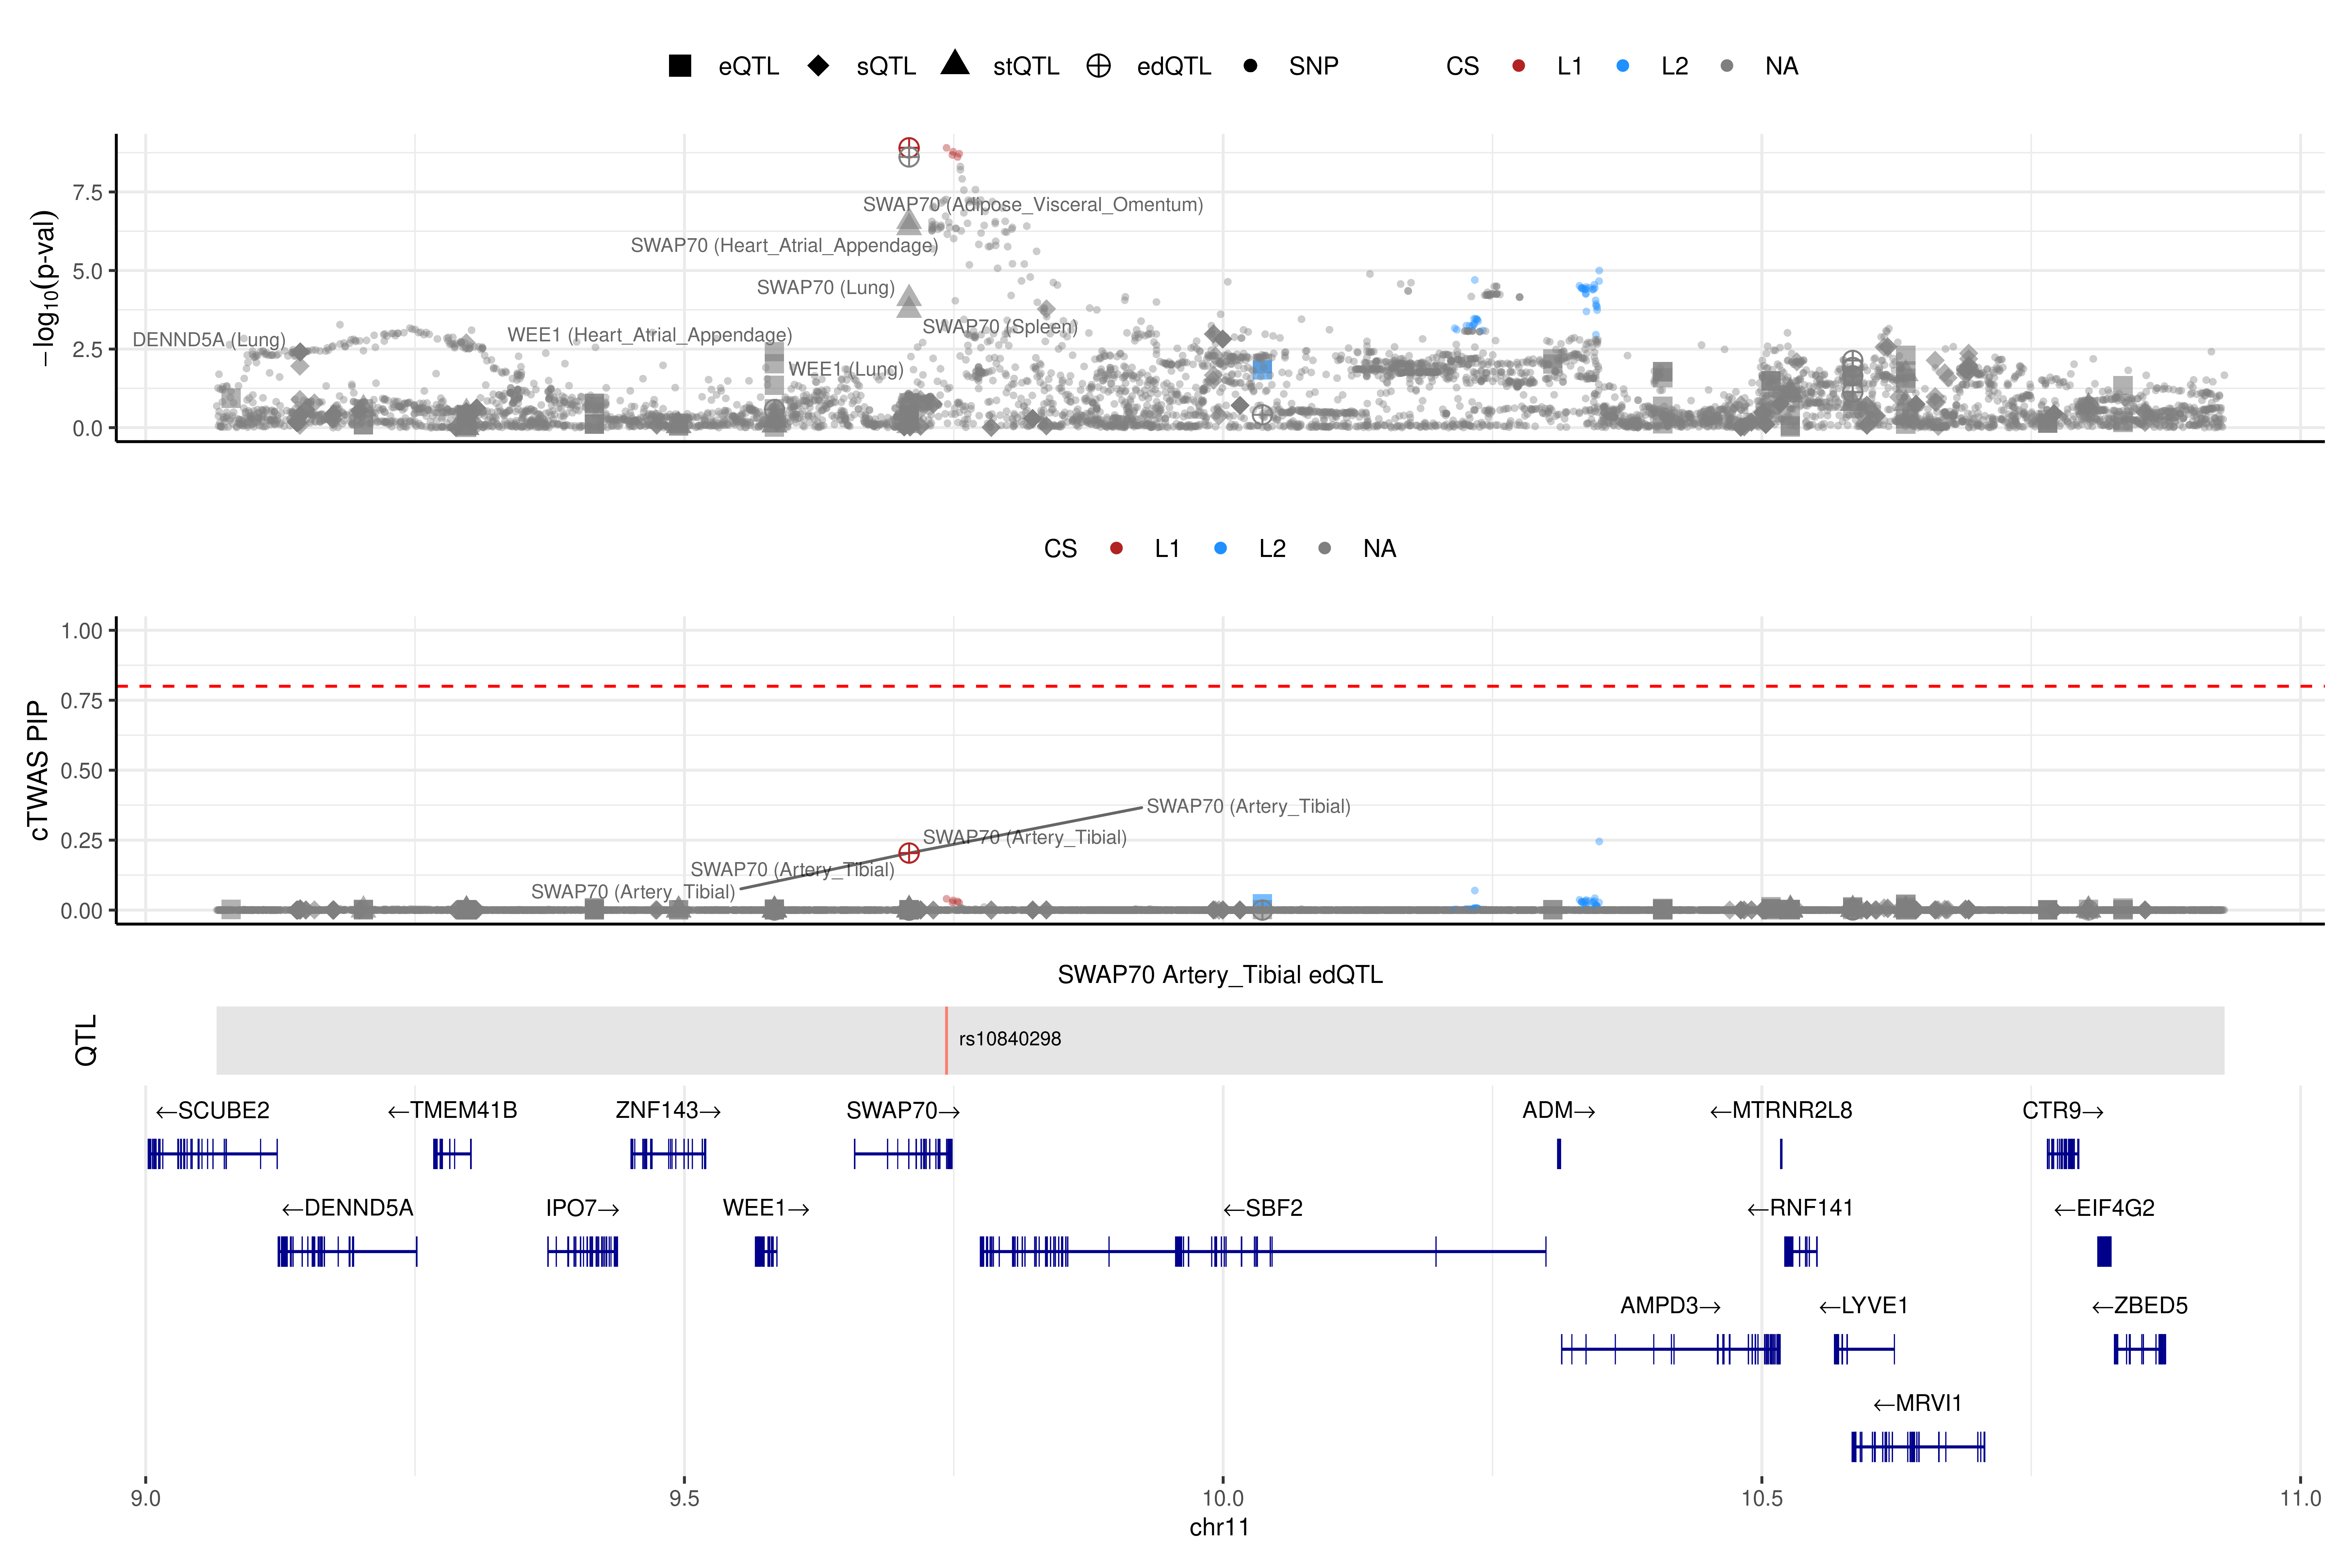 eQTL sQTL stQTL edQTL SNP CS L1 L2 NA
−log10(p-val)
7.5
5.0
2.5
0.0
SWAP70 (Adipose_Visceral_Omentum)
SWAP70 (Heart_Atrial_Appendage)
SWAP70 (Lung)
SWAP70 (Spleen)
WEE1 (Heart_Atrial_Appendage)
DENND5A (Lung)
WEE1 (Lung)
CS L1 L2 NA
cTWAS PIP
1.00
0.75
0.50
0.25
0.00
SWAP70 (Artery_Tibial)
SWAP70 (Artery_Tibial)
SWAP70 (Artery_Tibial)
SWAP70 (Artery_Tibial)
SWAP70 Artery_Tibial edQTL
QTL
rs10840298
←SCUBE2 ←TMEM41B ZNF143→ SWAP70→ ADM→ ←MTRNR2L8 CTR9→
←DENND5A IPO7→ WEE1→ ←SBF2 ←RNF141 ←EIF4G2
AMPD3→ ←LYVE1 ←ZBED5
←MRVI1
9.0 9.5 10.0 10.5 11.0
chr11